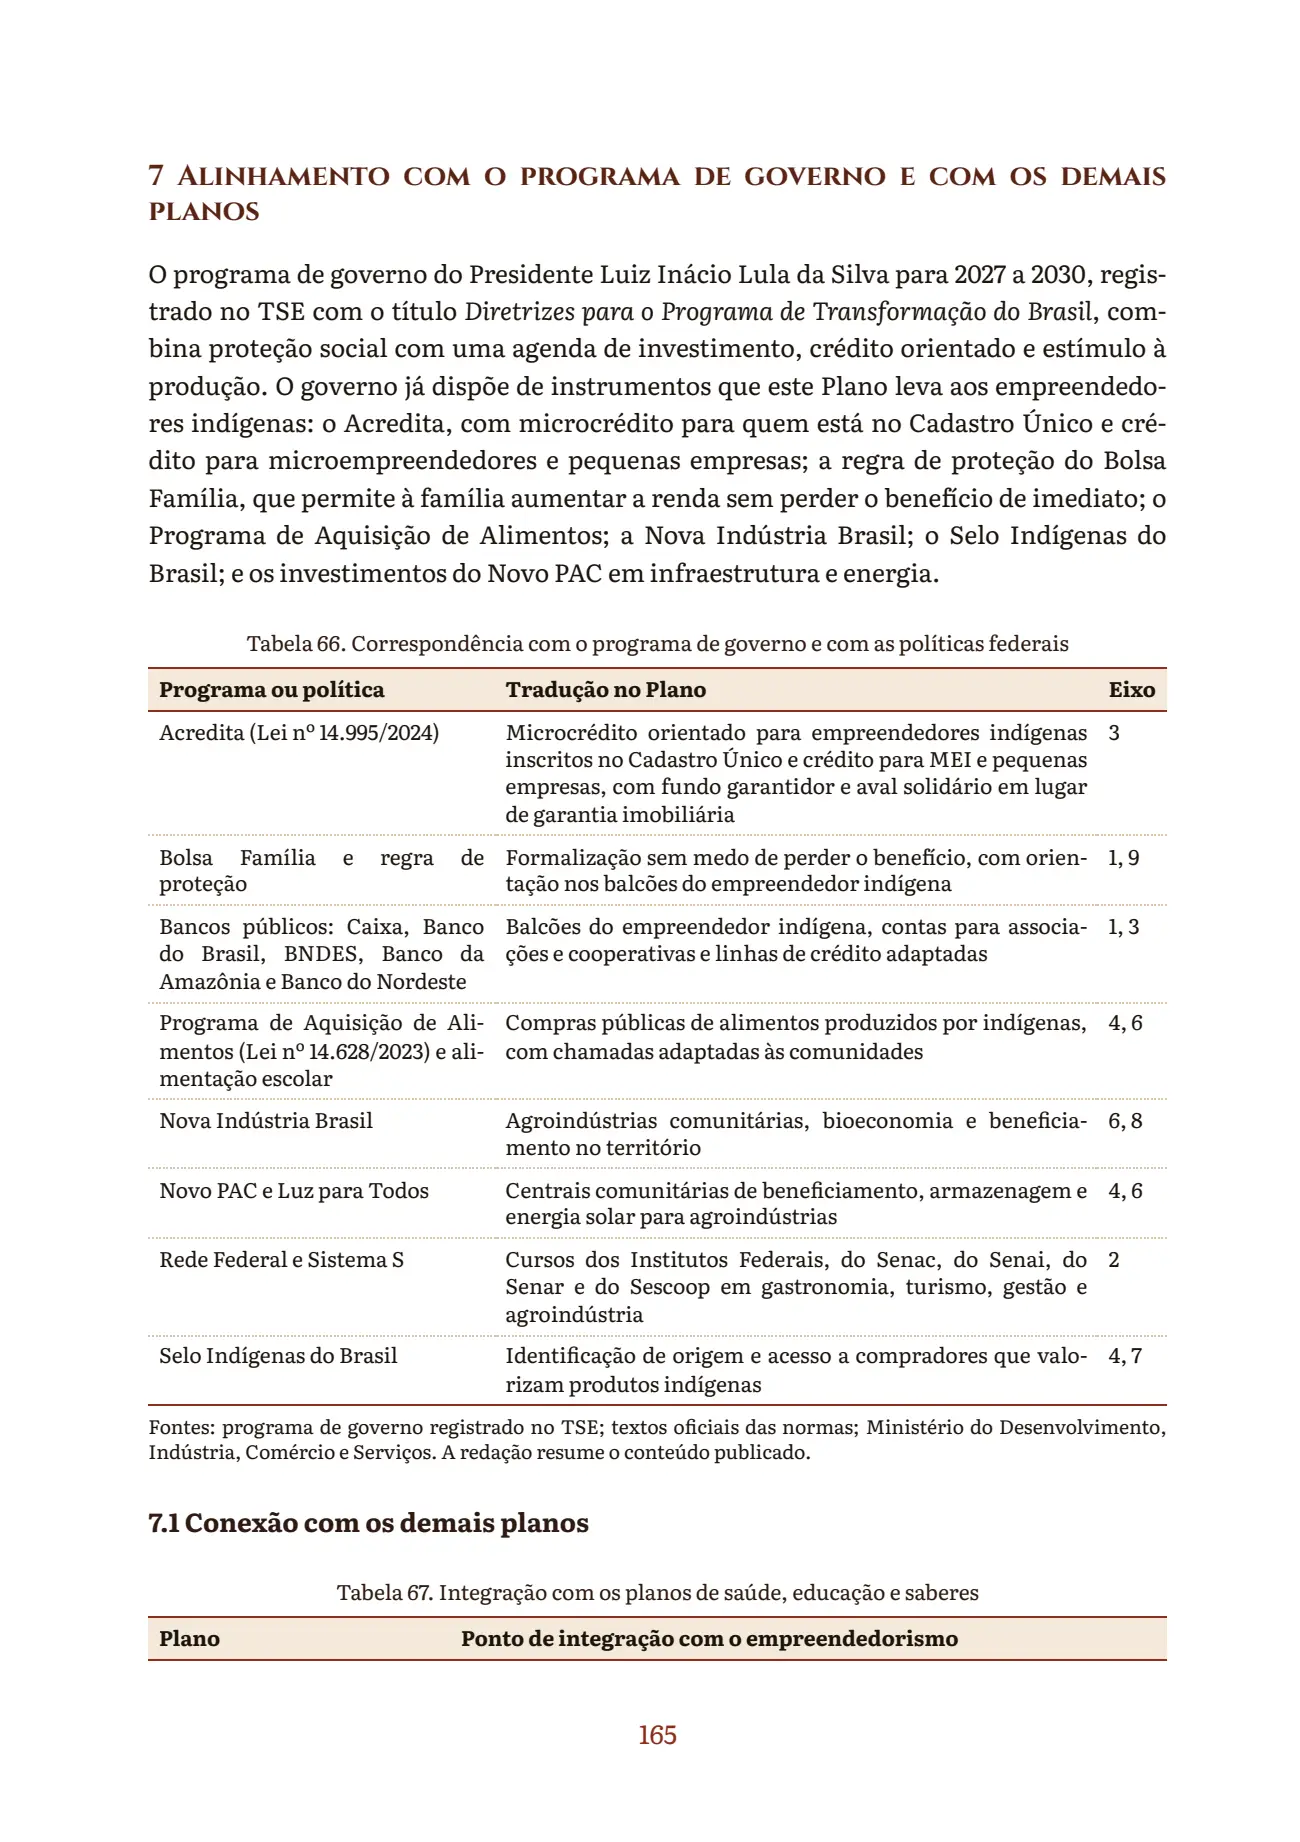 7 Alinhamento com o programa de governo e com os demais
planos
O programa de governo do Presidente Luiz Inácio Lula da Silva para 2027 a 2030, regis-
trado no TSE com o título Diretrizes para o Programa de Transformação do Brasil, com-
bina proteção social com uma agenda de investimento, crédito orientado e estímulo à
produção. O governo já dispõe de instrumentos que este Plano leva aos empreendedo-
res indígenas: o Acredita, com microcrédito para quem está no Cadastro Único e cré-
dito para microempreendedores e pequenas empresas; a regra de proteção do Bolsa
Família, que permite à família aumentar a renda sem perder o benefício de imediato; o
Programa de Aquisição de Alimentos; a Nova Indústria Brasil; o Selo Indígenas do
Brasil; e os investimentos do Novo PAC em infraestrutura e energia.
Tabela 66. Correspondência com o programa de governo e com as políticas federais
Programa ou política Tradução no Plano Eixo
Acredita (Lei nº 14.995/2024) Microcrédito orientado para empreendedores indígenas 3
inscritos no Cadastro Único e crédito para MEI e pequenas
empresas, com fundo garantidor e aval solidário em lugar
de garantia imobiliária
Bolsa Família e regra de Formalização sem medo de perder o benefício, com orien- 1, 9
proteção tação nos balcões do empreendedor indígena
Bancos públicos: Caixa, Banco Balcões do empreendedor indígena, contas para associa- 1, 3
do Brasil, BNDES, Banco da ções e cooperativas e linhas de crédito adaptadas
Amazônia e Banco do Nordeste
Programa de Aquisição de Ali- Compras públicas de alimentos produzidos por indígenas, 4, 6
mentos (Lei nº 14.628/2023) e ali- com chamadas adaptadas às comunidades
mentação escolar
Nova Indústria Brasil Agroindústrias comunitárias, bioeconomia e beneficia- 6, 8
mento no território
Novo PAC e Luz para Todos Centrais comunitárias de beneficiamento, armazenagem e 4, 6
energia solar para agroindústrias
Rede Federal e Sistema S Cursos dos Institutos Federais, do Senac, do Senai, do 2
Senar e do Sescoop em gastronomia, turismo, gestão e
agroindústria
Selo Indígenas do Brasil Identificação de origem e acesso a compradores que valo- 4, 7
rizam produtos indígenas
Fontes: programa de governo registrado no TSE; textos oficiais das normas; Ministério do Desenvolvimento,
Indústria, Comércio e Serviços. A redação resume o conteúdo publicado.
7.1 Conexão com os demais planos
Tabela 67. Integração com os planos de saúde, educação e saberes
Plano Ponto de integração com o empreendedorismo
165